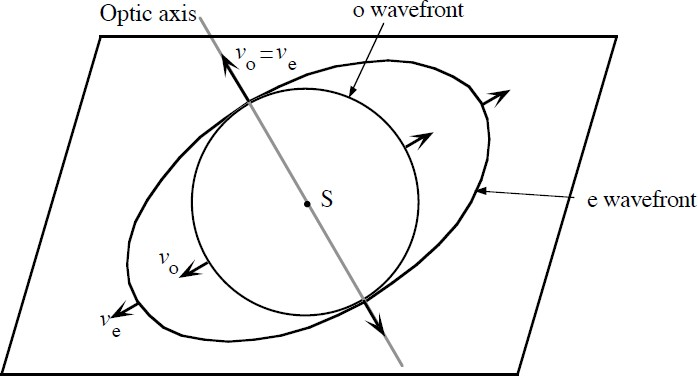 Optic axis
o wavefront
v_o = v_e
S
e wavefront
v_o
v_e